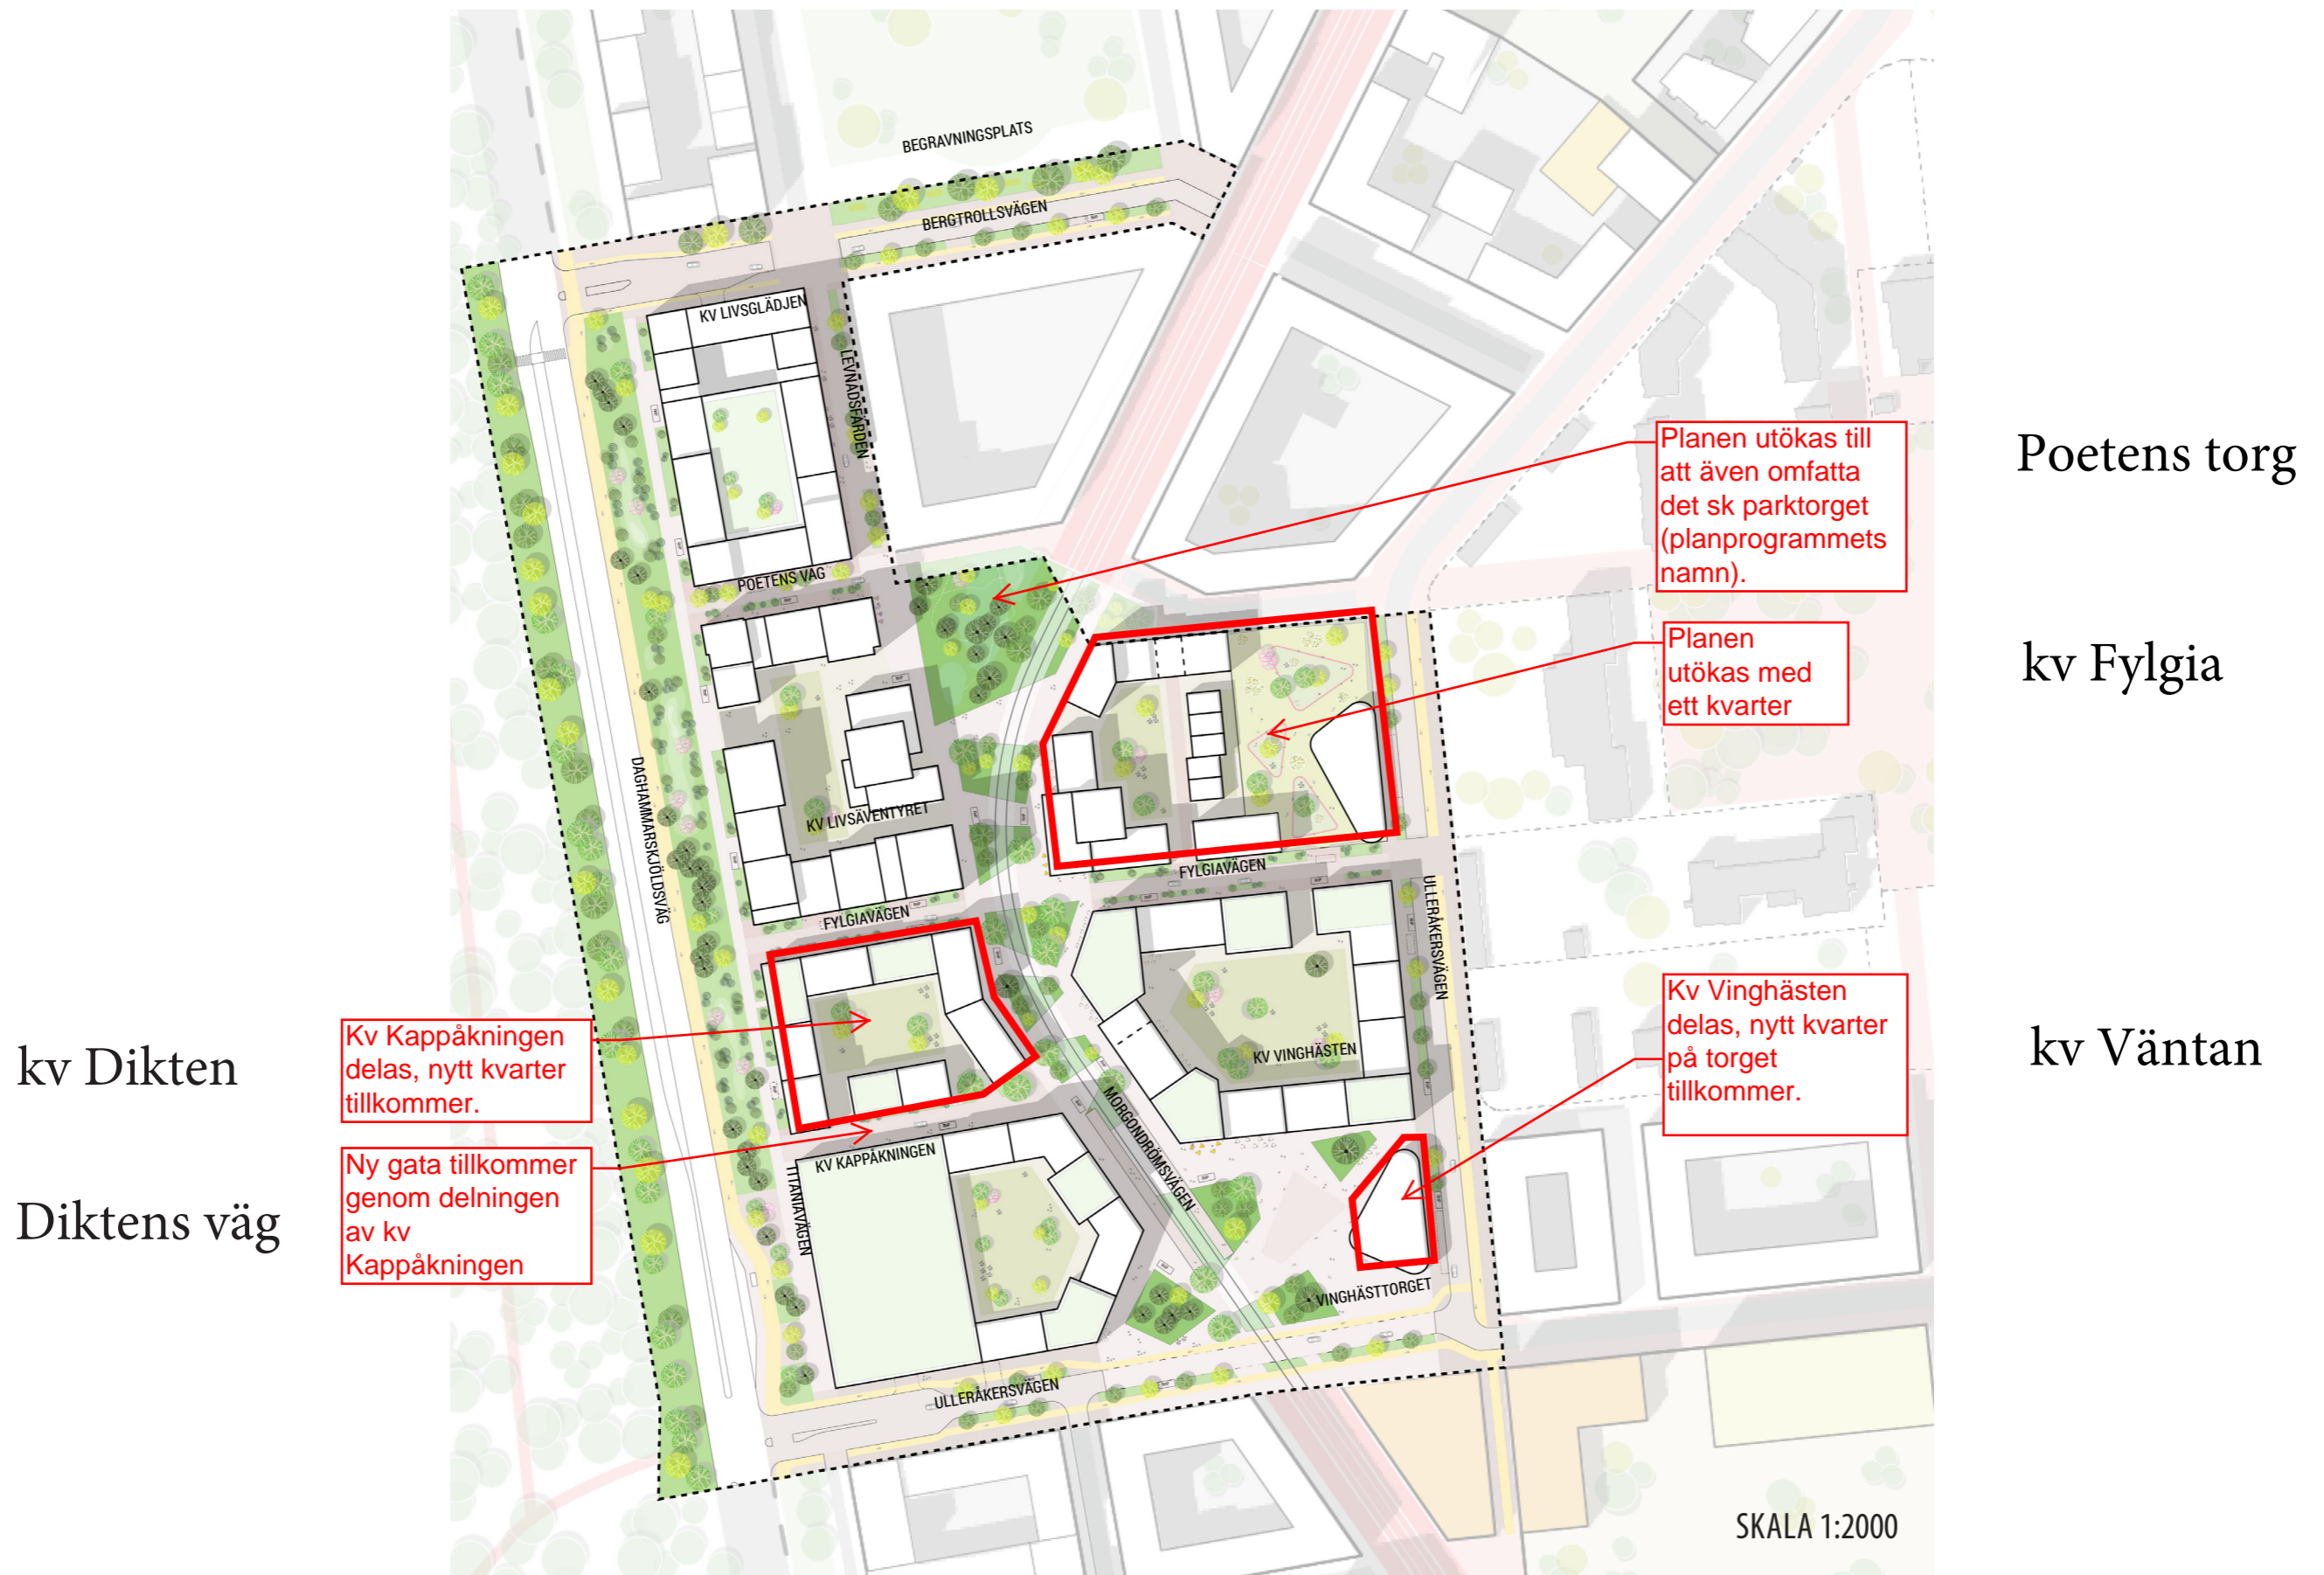 BEGRAVNINGSPLATS
BERGTROLLSVÄGEN
KV LIVSGLÄDJEN
LEVNADSFÄRDEN
Planen utökas till
att även omfatta
det sk parktorget
(planprogrammets
namn).
Poetens torg
POETENS VÄG
Planen
utökas med
ett kvarter
kv Fylgia
DAG HAMMARSKJÖLDSVÄG
KV LIVSÄVENTYRET
FYLGIAVÄGEN
FYLGIAVÄGEN
ULLERÅKERSVÄGEN
kv Dikten
Kv Kappåkningen
delas, nytt kvarter
tillkommer.
KV VINGHÄSTEN
Kv Vinghästen
delas, nytt kvarter
på torget
tillkommer.
kv Väntan
Diktens väg
Ny gata tillkommer
genom delningen
av kv
Kappåkningen
KV KAPPÅKNINGEN
TITANIAVÄGEN
MORGONDRÖMSVÄGEN
VINGHÄSTTORGET
ULLERÅKERSVÄGEN
SKALA 1:2000